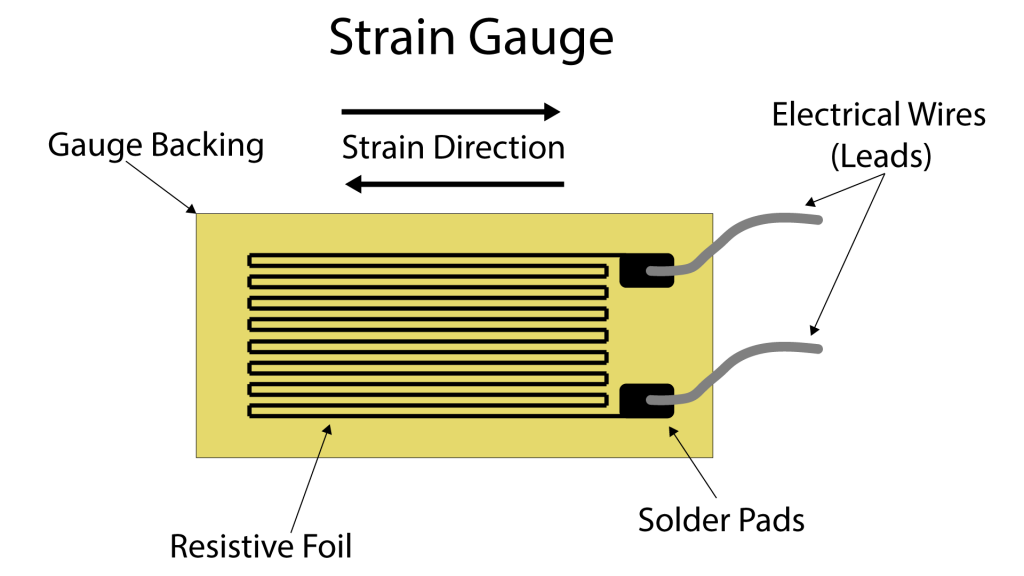 Strain Gauge
Gauge Backing
Strain Direction
Electrical Wires
(Leads)
Resistive Foil
Solder Pads